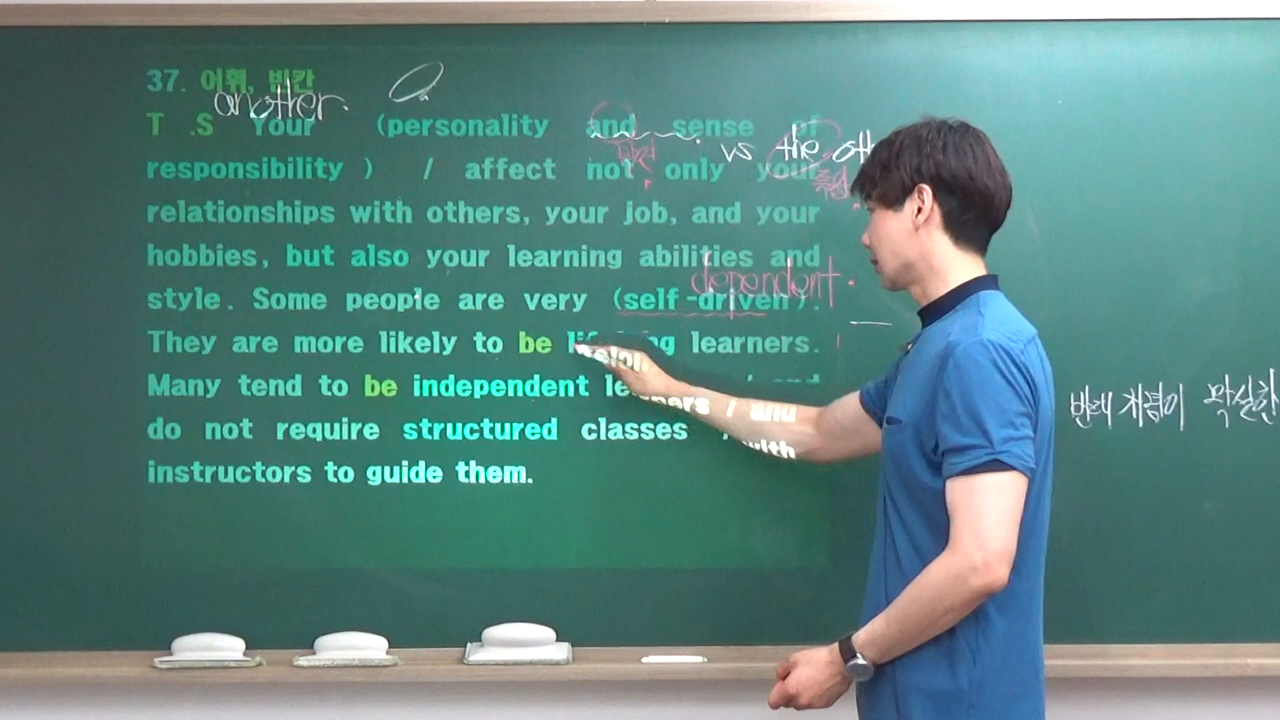 37. 어휘, 빈칸
another.
T .S Your (personality and sense of
vs the oth
responsibility ) / affect not only your
relationships with others, your job, and your
hobbies, but also your learning abilities and
dependent.
style. Some people are very (self-driven).
They are more likely to be lifelong learners.
Many tend to be independent learners / and
반대 개념이 확실한
do not require structured classes / with
instructors to guide them.